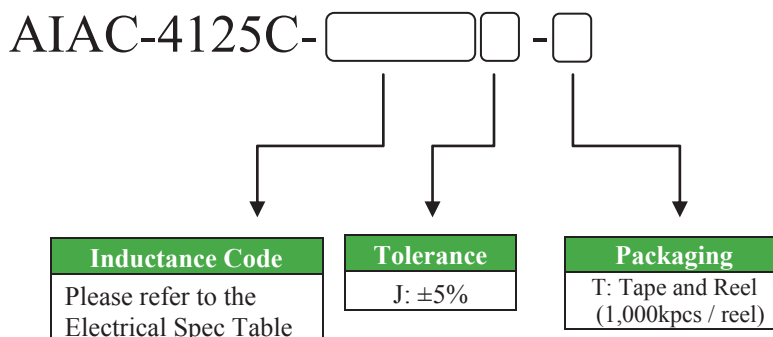 AIAC-4125C- -
Inductance Code
Please refer to the
Electrical Spec Table
Tolerance
J: ±5%
Packaging
T: Tape and Reel
(1,000kpcs / reel)